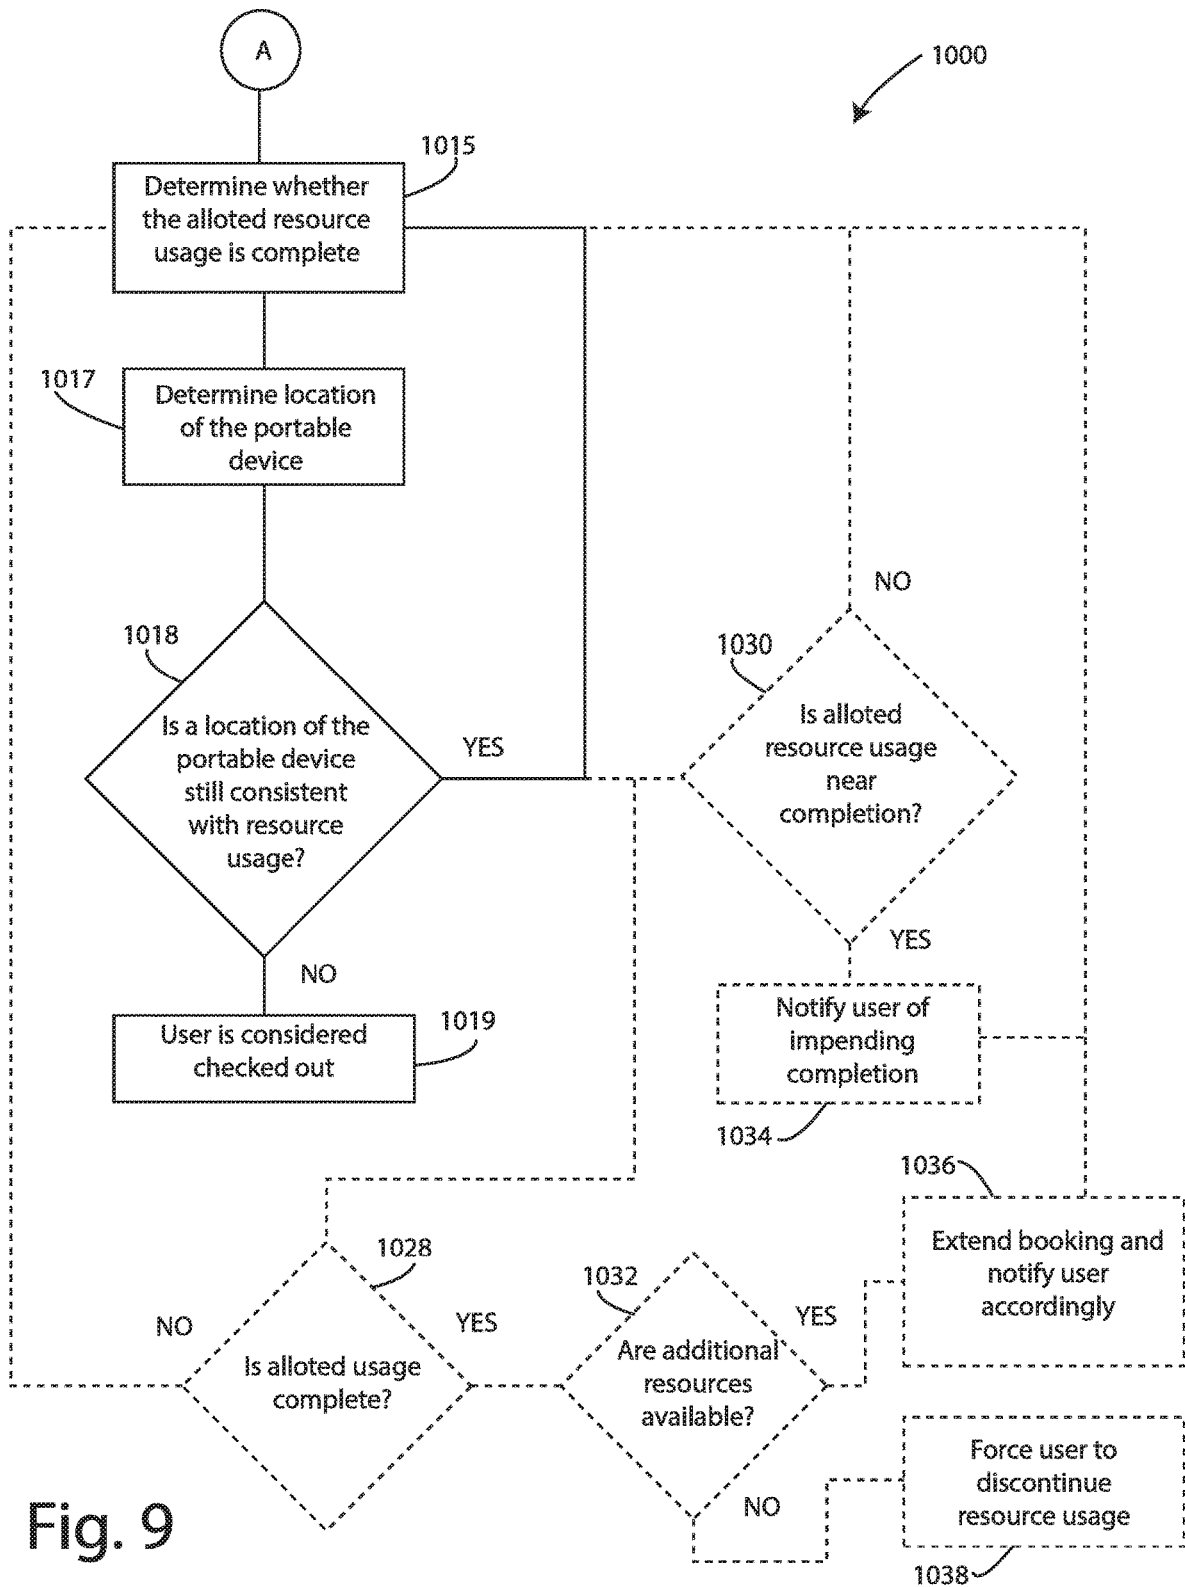 A
1000
1015
Determine whether
the alloted resource
usage is complete
1017
Determine location
of the portable
device
NO
1018
1030
Is a location of the
portable device
still consistent
with resource
usage?
YES
Is alloted
resource usage
near
completion?
YES
NO
User is considered
checked out
1019
Notify user of
impending
completion
1034
1036
Extend booking and
notify user
accordingly
1028
1032
NO
YES
YES
Is alloted usage
complete?
Are additional
resources
available?
Force user to
discontinue
resource usage
NO
1038
Fig. 9